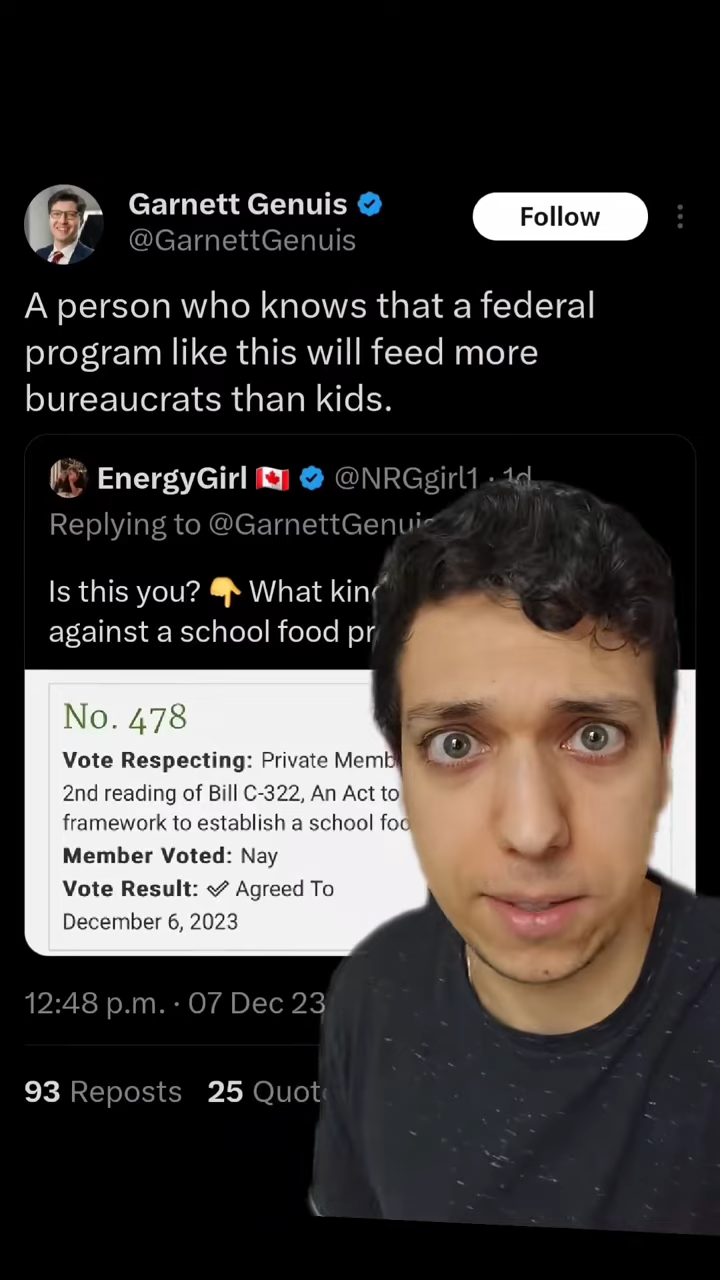 Garnett Genuis
@GarnettGenuis
Follow
A person who knows that a federal
program like this will feed more
bureaucrats than kids.
EnergyGirl 🇨🇦 @NRGgirl1 · 1d
Replying to @GarnettGenuis
Is this you? 👇 What kind
against a school food
No. 478
Vote Respecting: Private
2nd reading of Bill C-322, An Act to
framework to establish a school
Member Voted: Nay
Vote Result: ✓ Agreed To
December 6, 2023
12:48 p.m. · 07 Dec 23
93 Reposts 25